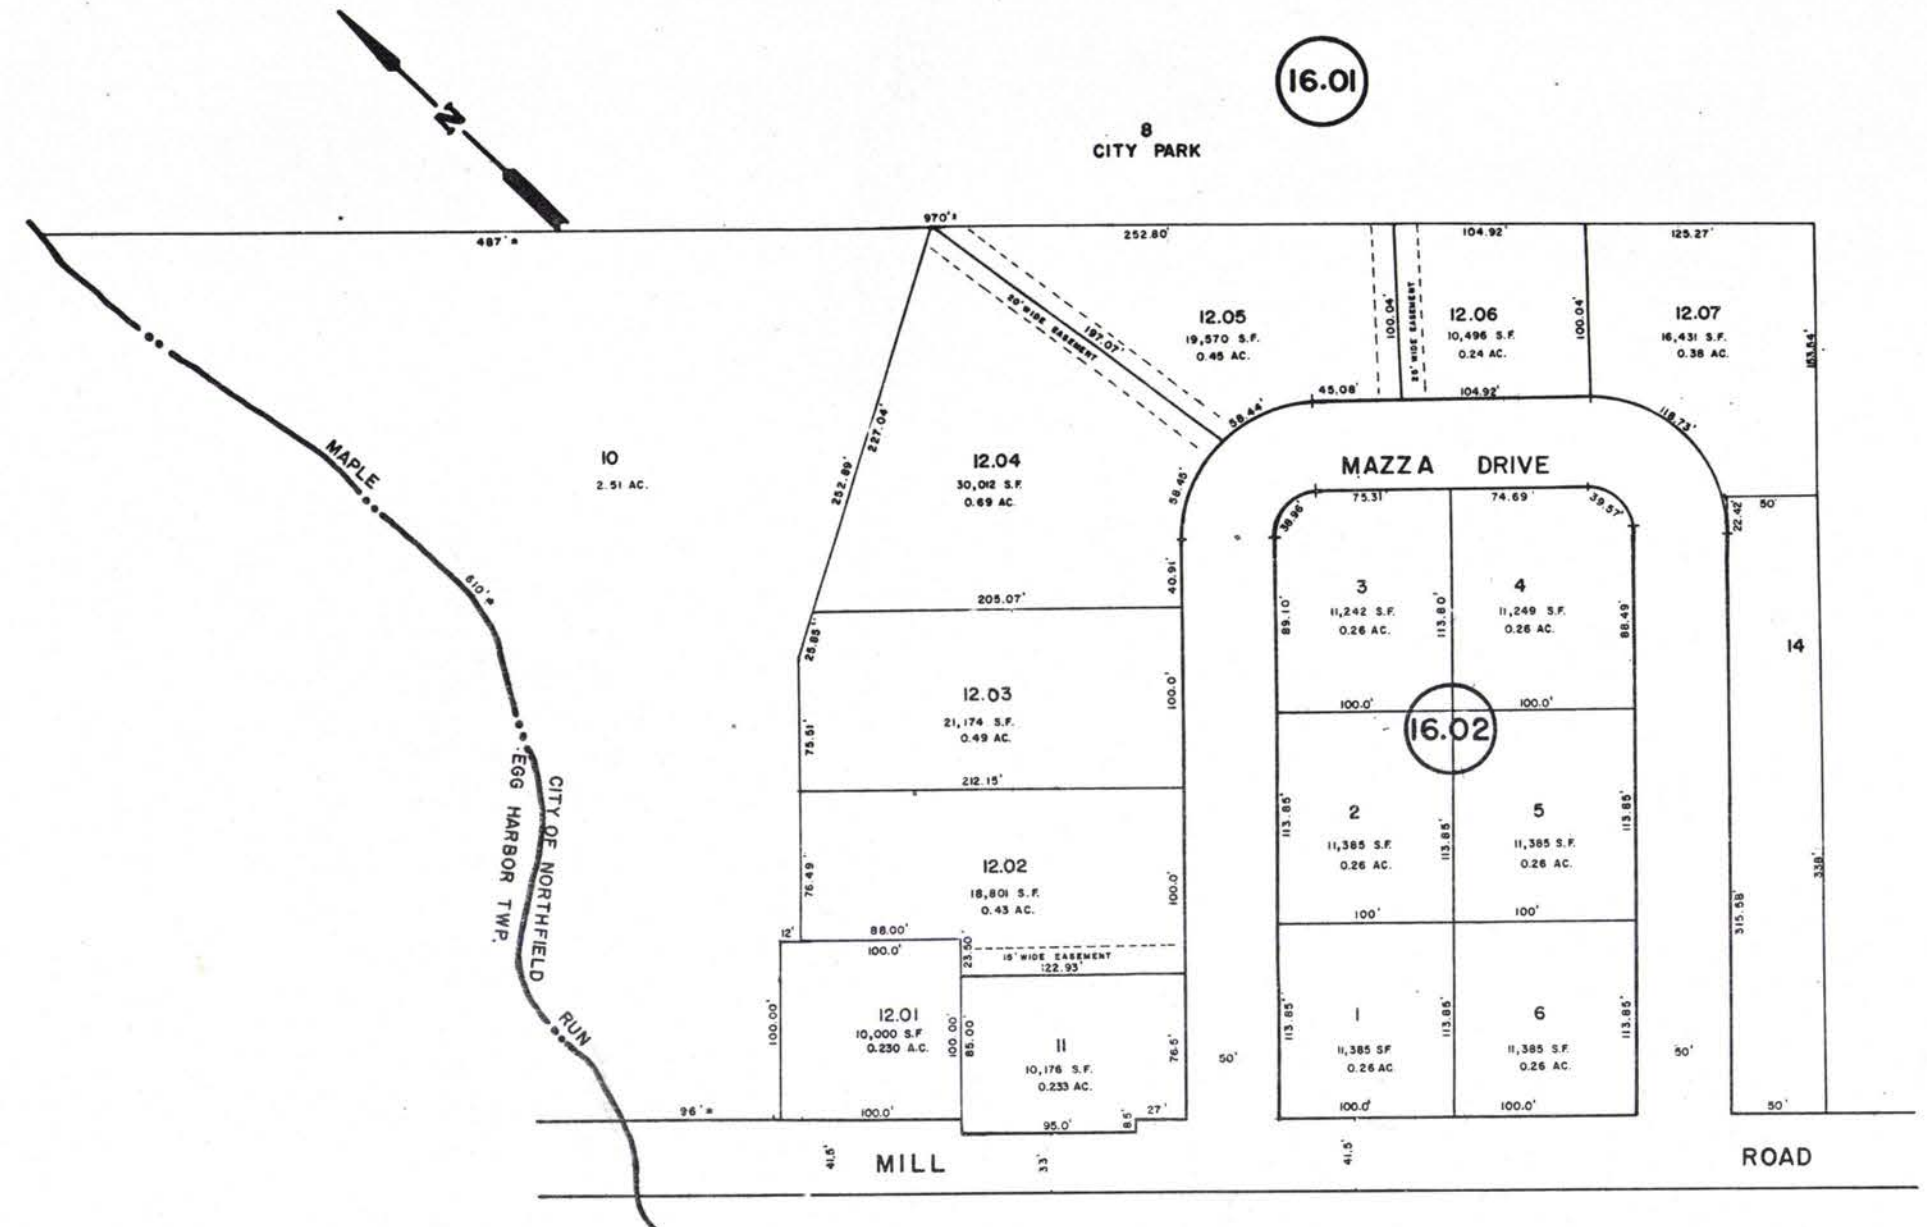 16.01
8
CITY PARK
N
970'±
487'±
252.80'
104.92'
125.27'
20' WIDE EASEMENT
197.07'
12.05
19,570 S.F.
0.45 AC.
100.04'
25' WIDE EASEMENT
12.06
10,496 S.F.
0.24 AC.
100.04'
12.07
16,431 S.F.
0.38 AC.
153.54'
45.08'
104.92'
58.44'
118.73'
MAPLE
10
2.51 AC.
252.89'
227.04'
12.04
30,012 S.F.
0.69 AC.
58.45'
MAZZA DRIVE
75.31'
74.69'
38.96'
39.57'
22.42'
50'
610'±
40.91'
205.07'
25.85'
89.10'
3
11,242 S.F.
0.26 AC.
113.80'
4
11,249 S.F.
0.26 AC.
88.49'
14
12.03
21,174 S.F.
0.49 AC.
75.51'
100.0'
212.15'
100.0'
100.0'
16.02
EGG HARBOR TWP.
CITY OF NORTHFIELD
12.02
18,801 S.F.
0.43 AC.
76.49'
100.0'
113.85'
2
11,385 S.F.
0.26 AC.
113.85'
5
11,385 S.F.
0.26 AC.
113.85'
338'
315.58'
100'
100'
12'
88.00'
100.0'
23.50'
15' WIDE EASEMENT
122.93'
RUN
100.00'
12.01
10,000 S.F.
0.230 A.C.
100.00'
85.00'
11
10,176 S.F.
0.233 AC.
76.5'
50'
113.85'
1
11,385 SF
0.26 AC
113.85'
6
11,385 S.F.
0.26 AC.
113.85'
50'
96'±
100.0'
95.0'
8.5'
27'
100.0'
100.0'
50'
41.5'
MILL
33'
41.5'
ROAD